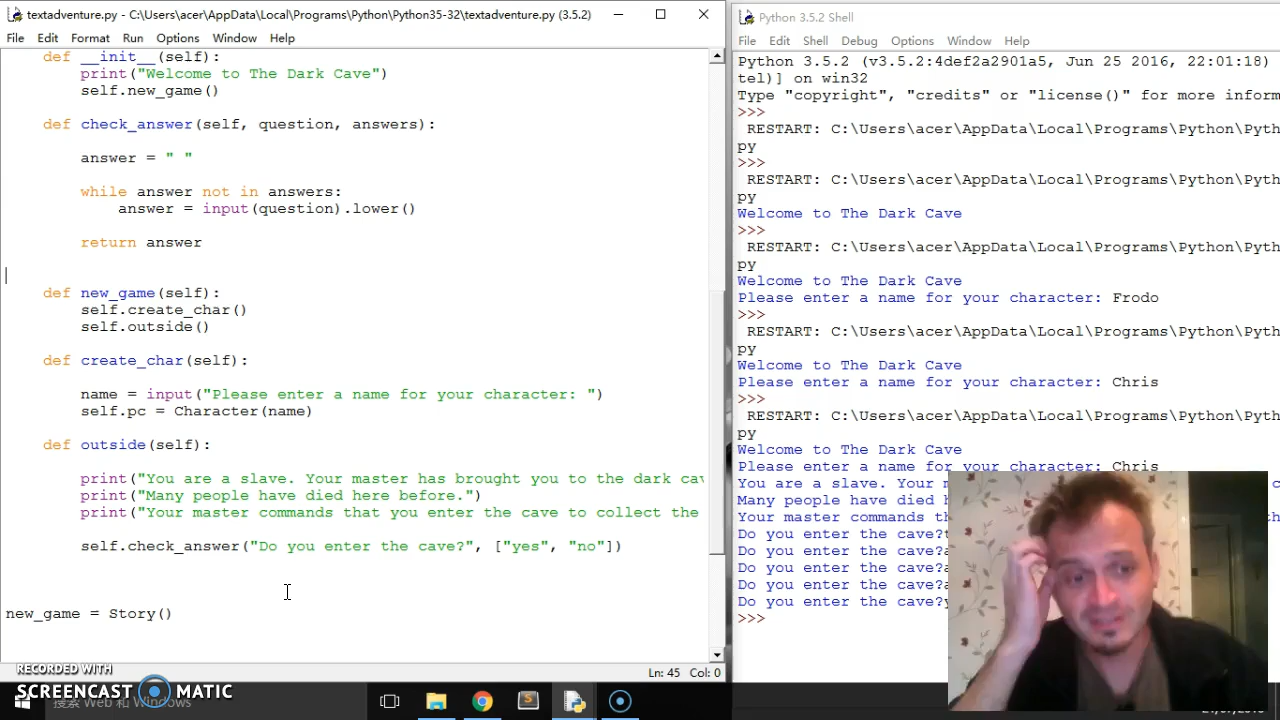 textadventure.py - C:\Users\acer\AppData\Local\Programs\Python\Python35-32\textadventure.py (3.5.2)
File Edit Format Run Options Window Help
def __init__(self):
print("Welcome to The Dark Cave")
self.new_game()
def check_answer(self, question, answers):
answer = " "
while answer not in answers:
answer = input(question).lower()
return answer
def new_game(self):
self.create_char()
self.outside()
def create_char(self):
name = input("Please enter a name for your character: ")
self.pc = Character(name)
def outside(self):
print("You are a slave. Your master has brought you to the dark cav
print("Many people have died here before.")
print("Your master commands that you enter the cave to collect the
self.check_answer("Do you enter the cave?", ["yes", "no"])
new_game = Story()
Ln: 45 Col: 0
Python 3.5.2 Shell
File Edit Shell Debug Options Window Help
Python 3.5.2 (v3.5.2:4def2a2901a5, Jun 25 2016, 22:01:18)
tel)] on win32
Type "copyright", "credits" or "license()" for more inform
>>>
RESTART: C:\Users\acer\AppData\Local\Programs\Python\Pyth
py
>>>
RESTART: C:\Users\acer\AppData\Local\Programs\Python\Pyth
py
Welcome to The Dark Cave
>>>
RESTART: C:\Users\acer\AppData\Local\Programs\Python\Pyth
py
Welcome to The Dark Cave
Please enter a name for your character: Frodo
>>>
RESTART: C:\Users\acer\AppData\Local\Programs\Python\Pyth
py
Welcome to The Dark Cave
Please enter a name for your character: Chris
>>>
RESTART: C:\Users\acer\AppData\Local\Programs\Python\Pyth
py
Welcome to The Dark Cave
Please enter a name for your character: Chris
You are a slave. Your m
Many people have died h
Your master commands th
Do you enter the cave?t
Do you enter the cave?a
Do you enter the cave?a
Do you enter the cave?a
Do you enter the cave?y
>>>
RECORDED WITH
SCREENCAST MATIC
搜索 Web 和 Windows